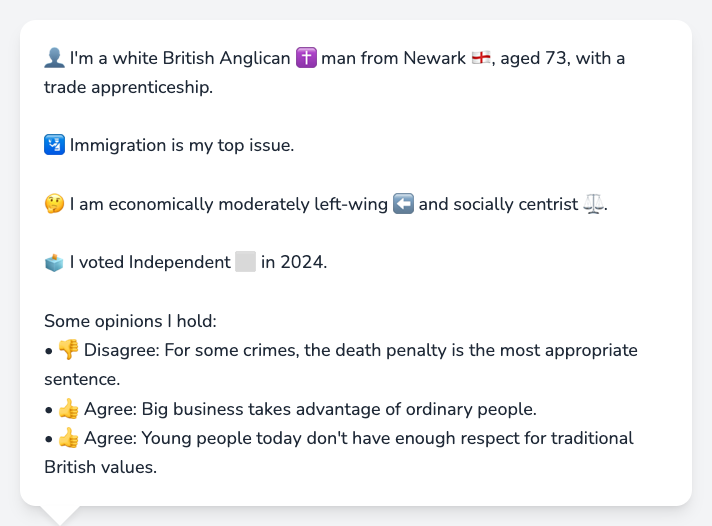 👤 I'm a white British Anglican ✝️ man from Newark 🏴󠁧󠁢󠁥󠁮󠁧󠁿, aged 73, with a
trade apprenticeship.
🛂 Immigration is my top issue.
🤔 I am economically moderately left-wing ⬅️ and socially centrist ⚖️.
🗳️ I voted Independent ⬜ in 2024.
Some opinions I hold:
• 👎 Disagree: For some crimes, the death penalty is the most appropriate
sentence.
• 👍 Agree: Big business takes advantage of ordinary people.
• 👍 Agree: Young people today don't have enough respect for traditional
British values.